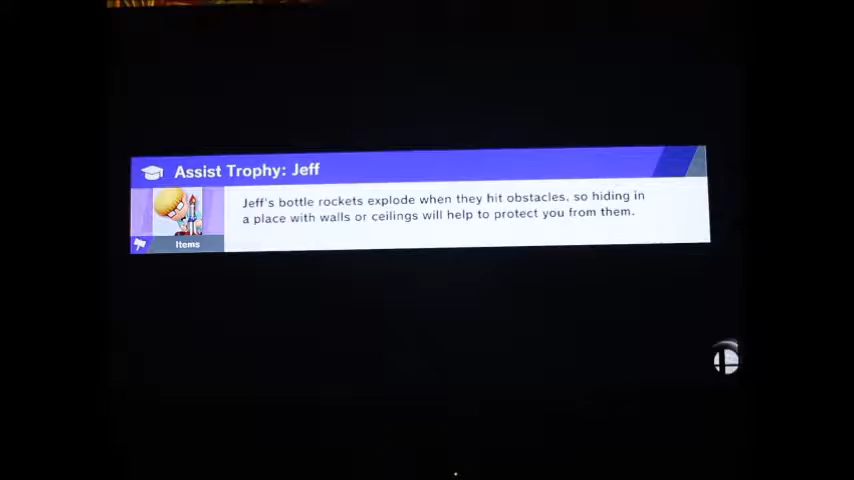 Assist Trophy: Jeff
Jeff's bottle rockets explode when they hit obstacles, so hiding in
a place with walls or ceilings will help to protect you from them.
Items